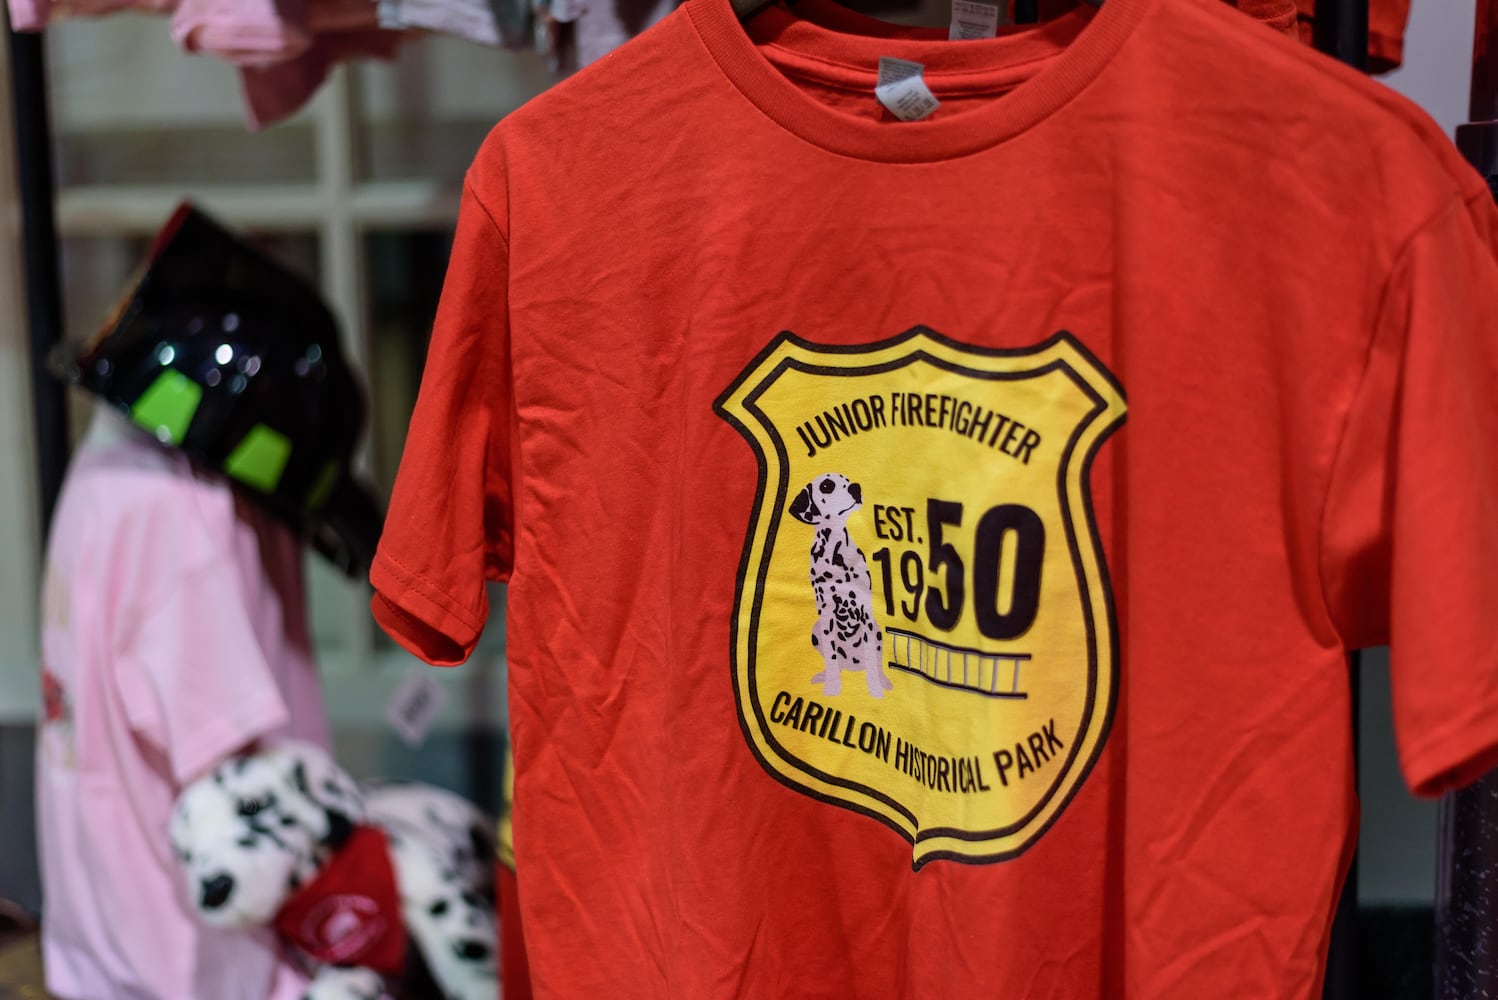 JUNIOR FIREFIGHTER
EST.
1950
CARILLON HISTORICAL PARK